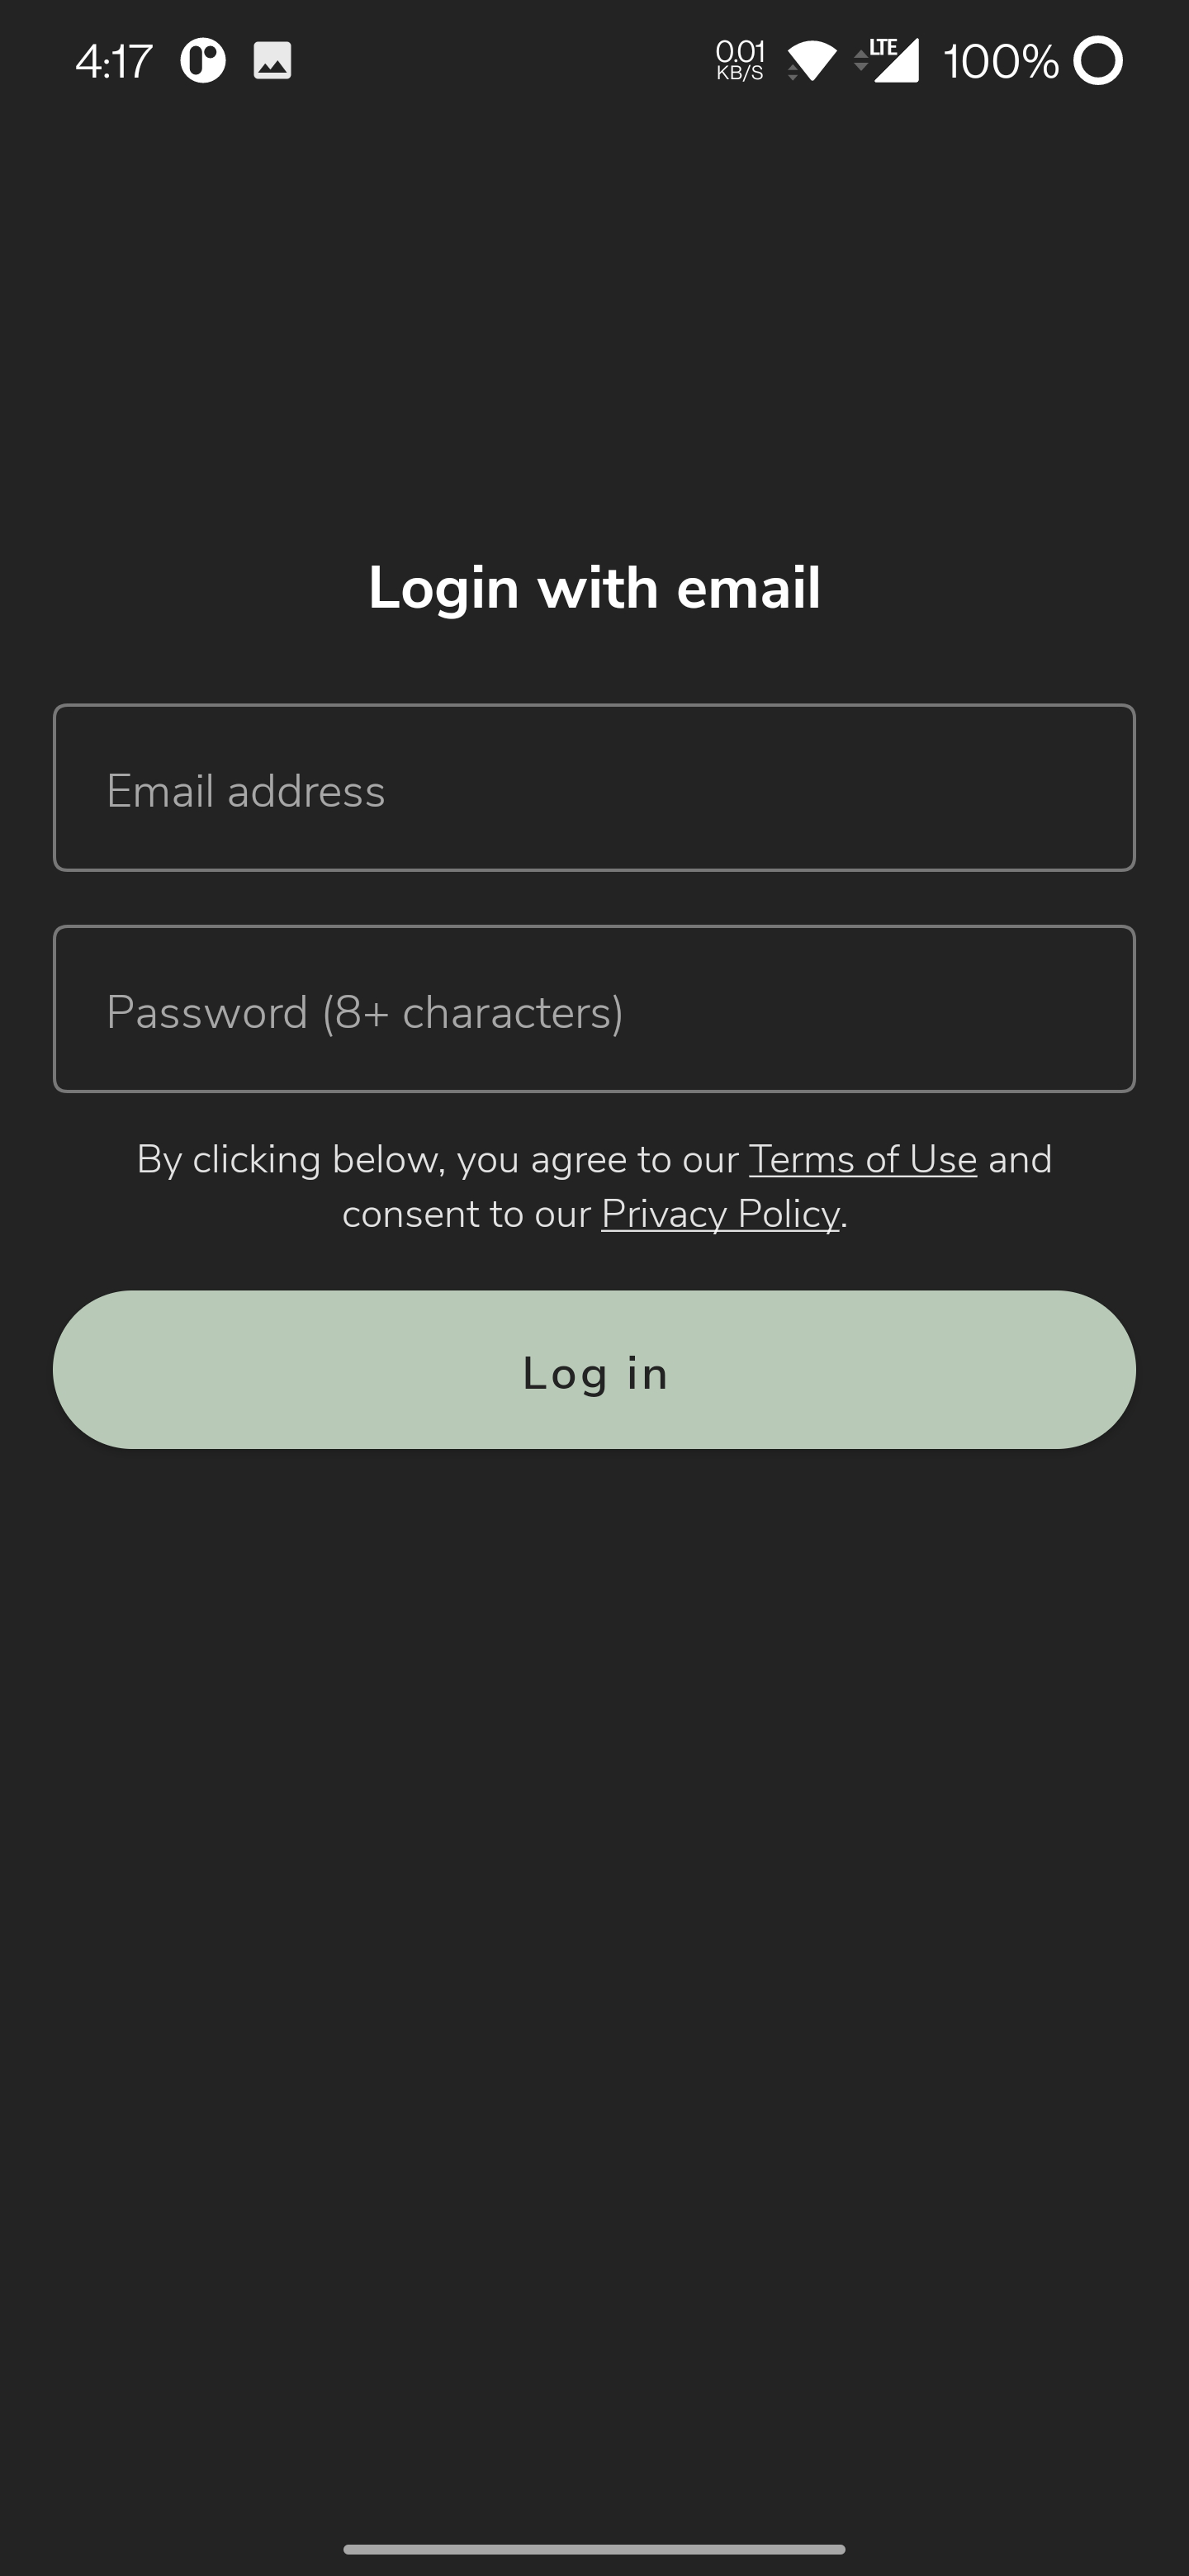 4:17
0.01
KB/S
LTE
100%
Login with email
Email address
Password (8+ characters)
By clicking below, you agree to our Terms of Use and
consent to our Privacy Policy.
Log in